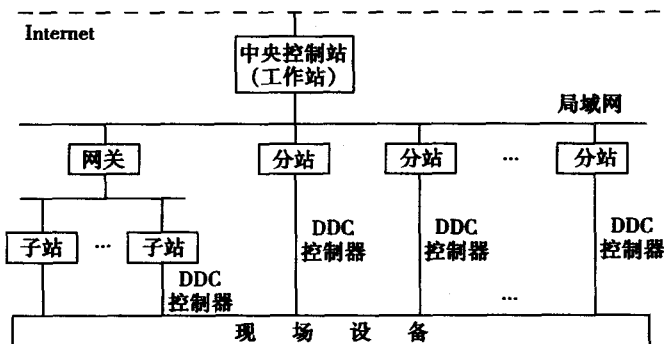 Internet
中央控制站
(工作站)
局域网
网关
分站
分站
...
分站
DDC
控制器
DDC
控制器
DDC
控制器
子站
...
子站
DDC
控制器
...
现场设备